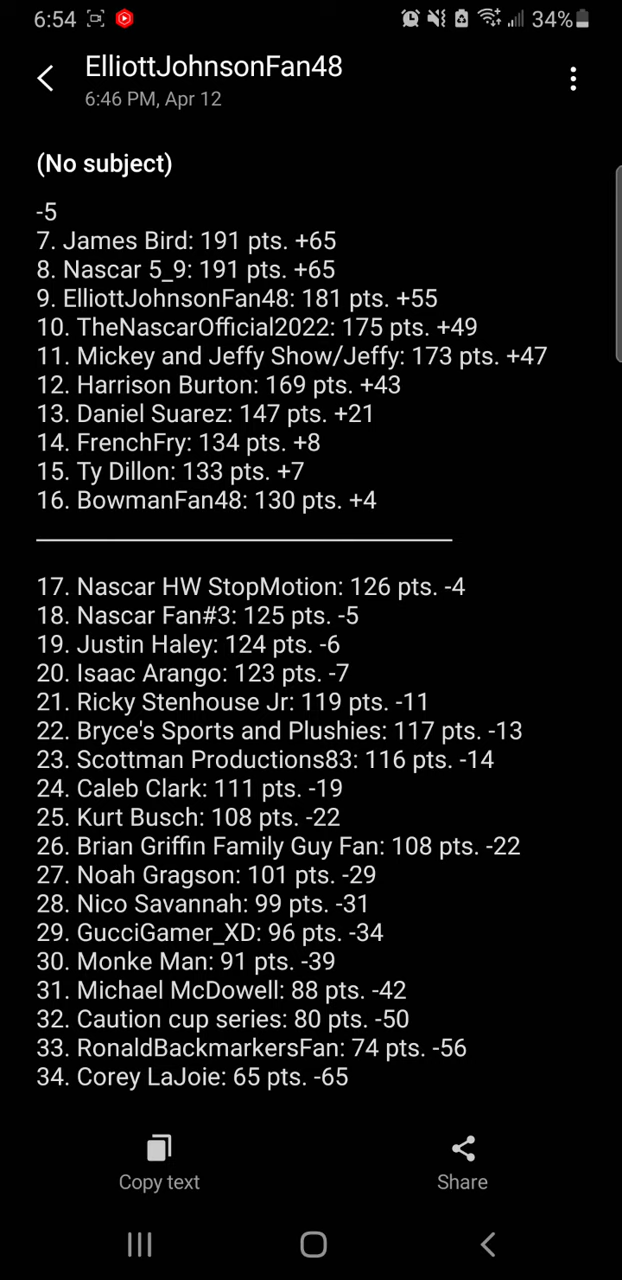 6:54
34%
ElliottJohnsonFan48
6:46 PM, Apr 12
(No subject)
-5
7. James Bird: 191 pts. +65
8. Nascar 5_9: 191 pts. +65
9. ElliottJohnsonFan48: 181 pts. +55
10. TheNascarOfficial2022: 175 pts. +49
11. Mickey and Jeffy Show/Jeffy: 173 pts. +47
12. Harrison Burton: 169 pts. +43
13. Daniel Suarez: 147 pts. +21
14. FrenchFry: 134 pts. +8
15. Ty Dillon: 133 pts. +7
16. BowmanFan48: 130 pts. +4
17. Nascar HW StopMotion: 126 pts. -4
18. Nascar Fan#3: 125 pts. -5
19. Justin Haley: 124 pts. -6
20. Isaac Arango: 123 pts. -7
21. Ricky Stenhouse Jr: 119 pts. -11
22. Bryce's Sports and Plushies: 117 pts. -13
23. Scottman Productions83: 116 pts. -14
24. Caleb Clark: 111 pts. -19
25. Kurt Busch: 108 pts. -22
26. Brian Griffin Family Guy Fan: 108 pts. -22
27. Noah Gragson: 101 pts. -29
28. Nico Savannah: 99 pts. -31
29. GucciGamer_XD: 96 pts. -34
30. Monke Man: 91 pts. -39
31. Michael McDowell: 88 pts. -42
32. Caution cup series: 80 pts. -50
33. RonaldBackmarkersFan: 74 pts. -56
34. Corey LaJoie: 65 pts. -65
Copy text
Share